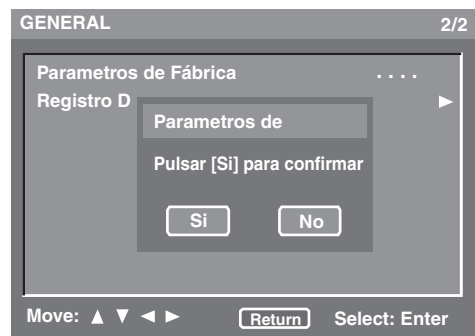 GENERAL 2/2
Parametros de Fábrica ....
Registro D
Parametros de
Pulsar [Si] para confirmar
Si No
Move: ▲ ▼ ◄ ► Return Select: Enter